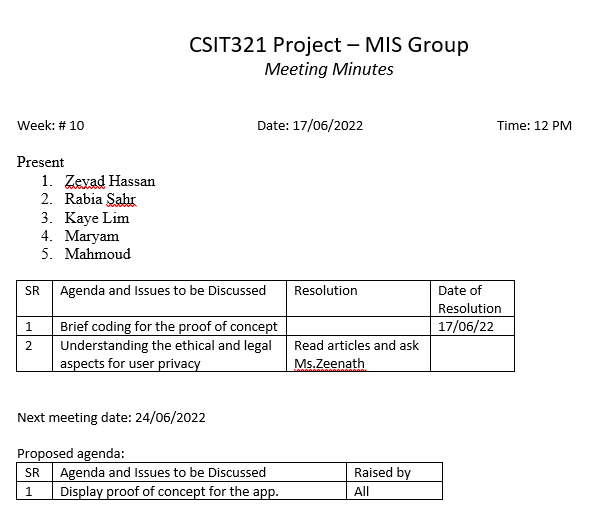 CSIT321 Project – MIS Group
Meeting Minutes
Week: # 10 Date: 17/06/2022 Time: 12 PM
Present
1. Zeyad Hassan
2. Rabia Sahr
3. Kaye Lim
4. Maryam
5. Mahmoud
SR Agenda and Issues to be Discussed Resolution Date of
Resolution
1 Brief coding for the proof of concept 17/06/22
2 Understanding the ethical and legal Read articles and ask
aspects for user privacy Ms.Zeenath
Next meeting date: 24/06/2022
Proposed agenda:
SR Agenda and Issues to be Discussed Raised by
1 Display proof of concept for the app. All